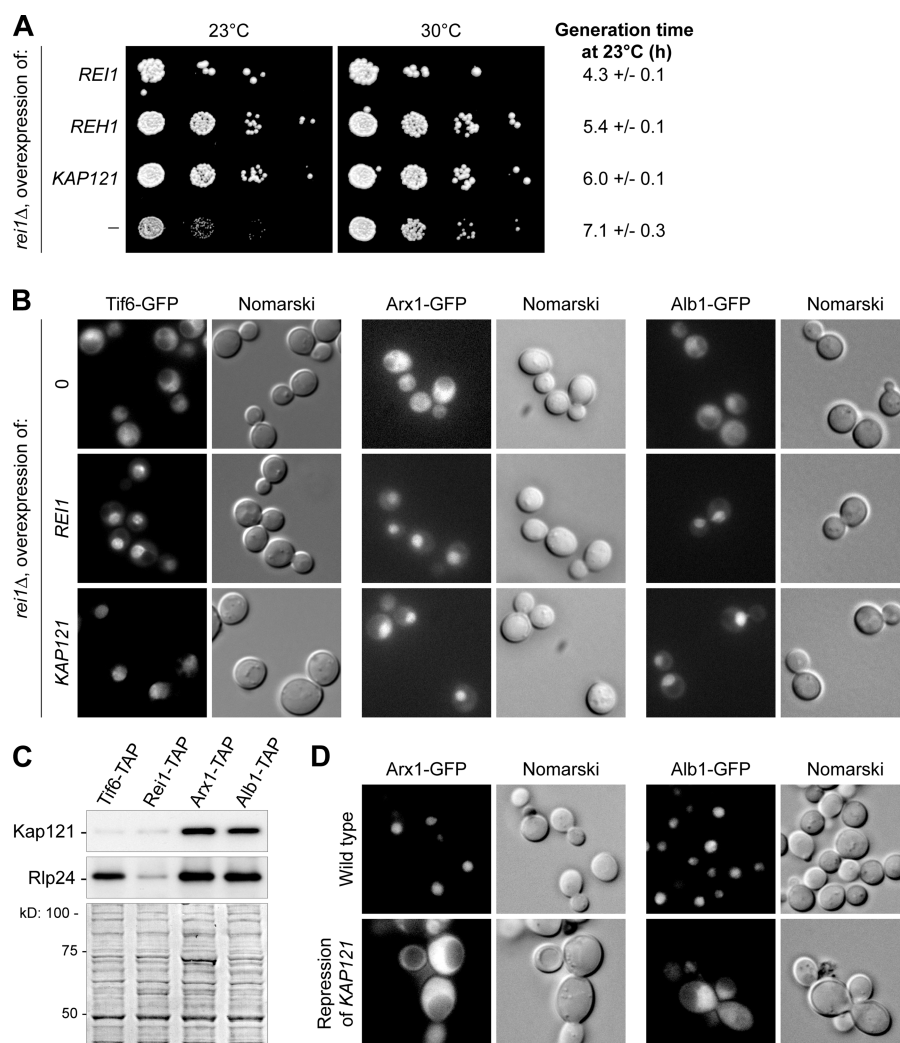 A
23°C
30°C
Generation time
at 23°C (h)
rei1Δ, overexpression of:
REI1
4.3 +/- 0.1
REH1
5.4 +/- 0.1
KAP121
6.0 +/- 0.1
–
7.1 +/- 0.3
B
Tif6-GFP
Nomarski
Arx1-GFP
Nomarski
Alb1-GFP
Nomarski
rei1Δ, overexpression of:
0
REI1
KAP121
C
Tif6-TAP
Rei1-TAP
Arx1-TAP
Alb1-TAP
Kap121 -
Rlp24 -
kD: 100 -
75 -
50 -
D
Arx1-GFP
Nomarski
Alb1-GFP
Nomarski
Wild type
Repression
of KAP121